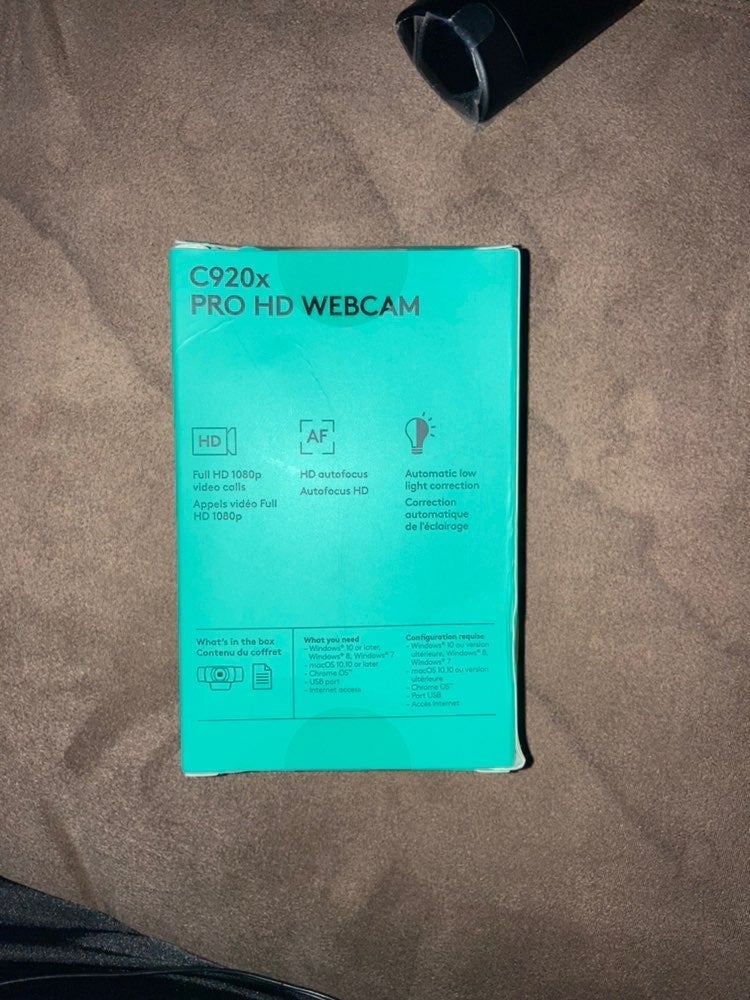 C920x
PRO HD WEBCAM
HD
Full HD 1080p
video calls
Appels vidéo Full
HD 1080p
AF
HD autofocus
Autofocus HD
Automatic low
light correction
Correction
automatique
de l'éclairage
What's in the box
Contenu du coffret
What you need
- Windows® 10 or later,
Windows® 8, Windows® 7
- macOS 10.10 or later
- Chrome OS™
- USB port
- Internet access
Configuration requise
- Windows® 10 ou version
ultérieure, Windows® 8,
Windows® 7
- macOS 10.10 ou version
ultérieure
- Chrome OS™
- Port USB
- Accès Internet